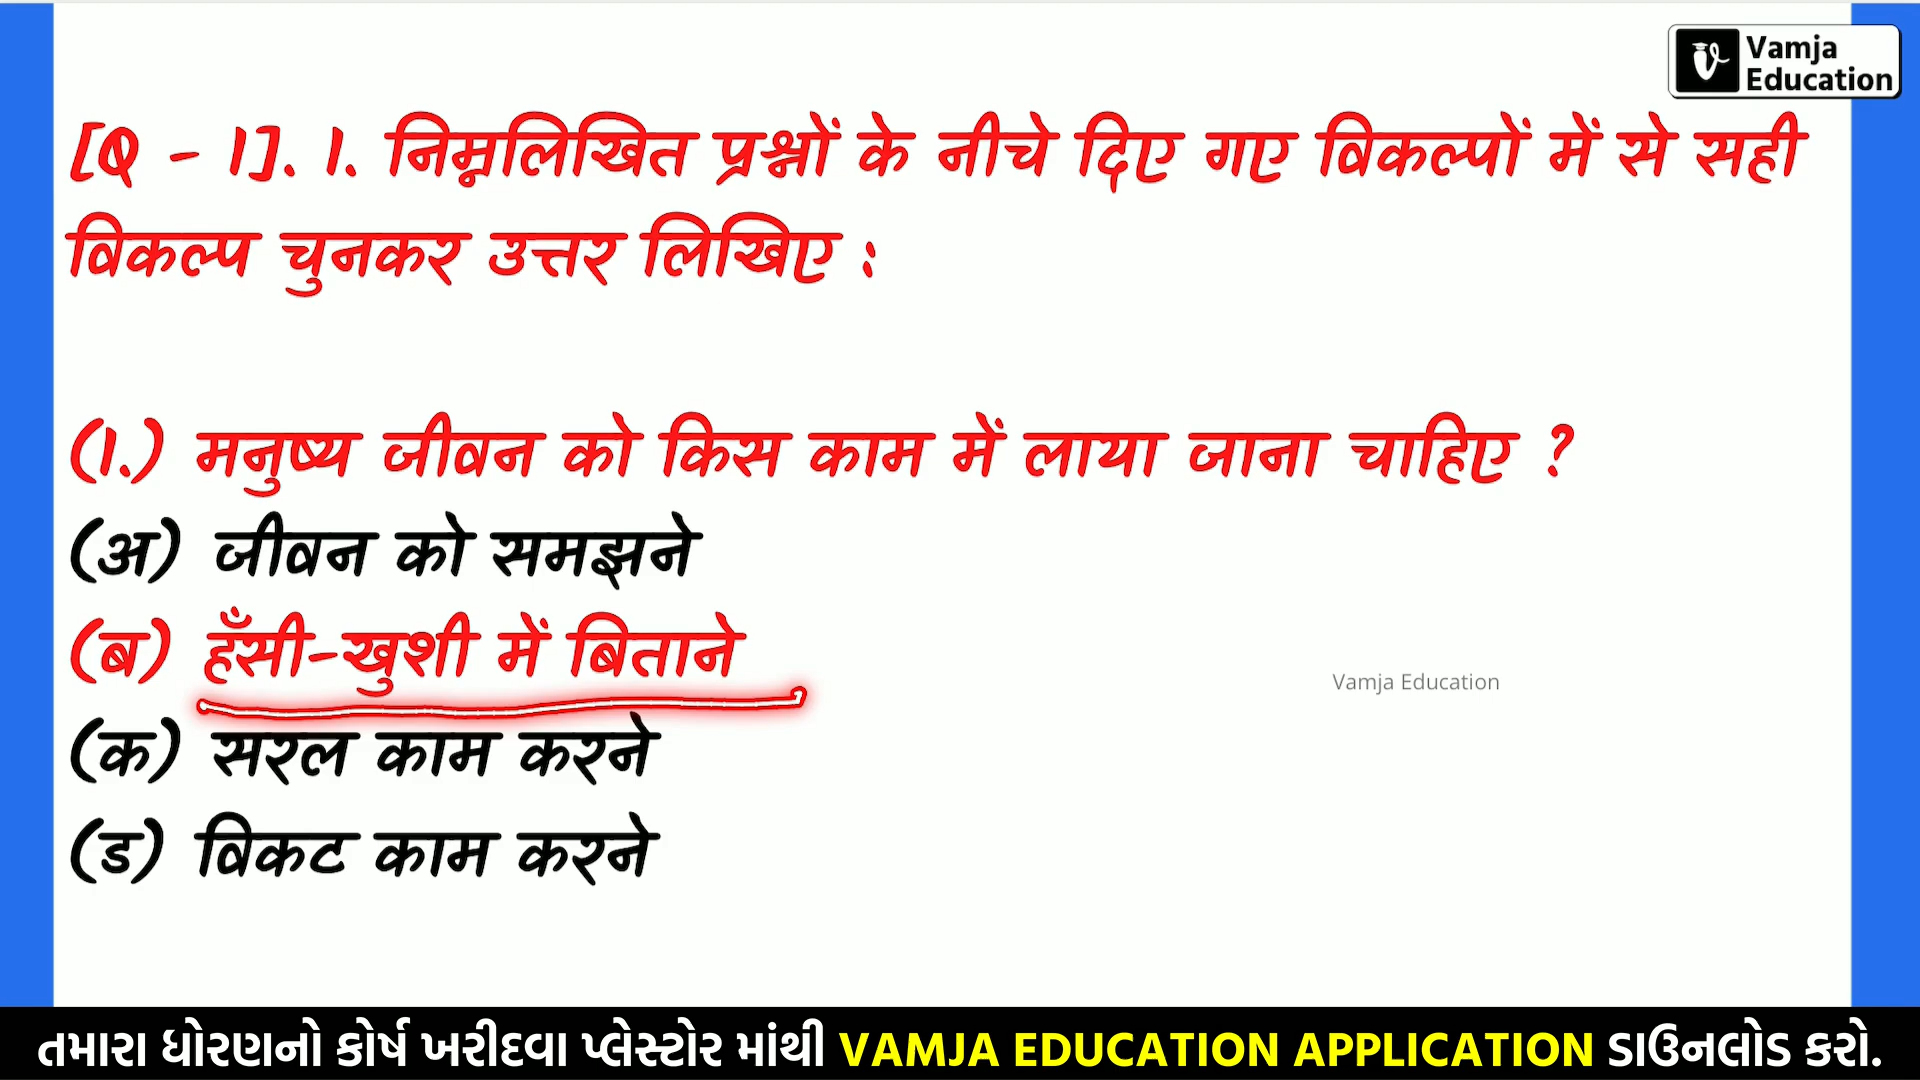 Vamja
Education
[Q - 1]. 1. निम्नलिखित प्रश्नों के नीचे दिए गए विकल्पों में से सही
विकल्प चुनकर उत्तर लिखिए :
(1.) मनुष्य जीवन को किस काम में लाया जाना चाहिए ?
(अ) जीवन को समझने
(ब) हँसी-खुशी में बिताने
Vamja Education
(क) सरल काम करने
(ड) विकट काम करने
તમારા ધોરણનો કોર્ષ ખરીદવા પ્લેસ્ટોર માંથી VAMJA EDUCATION APPLICATION ડાઉનલોડ કરો.